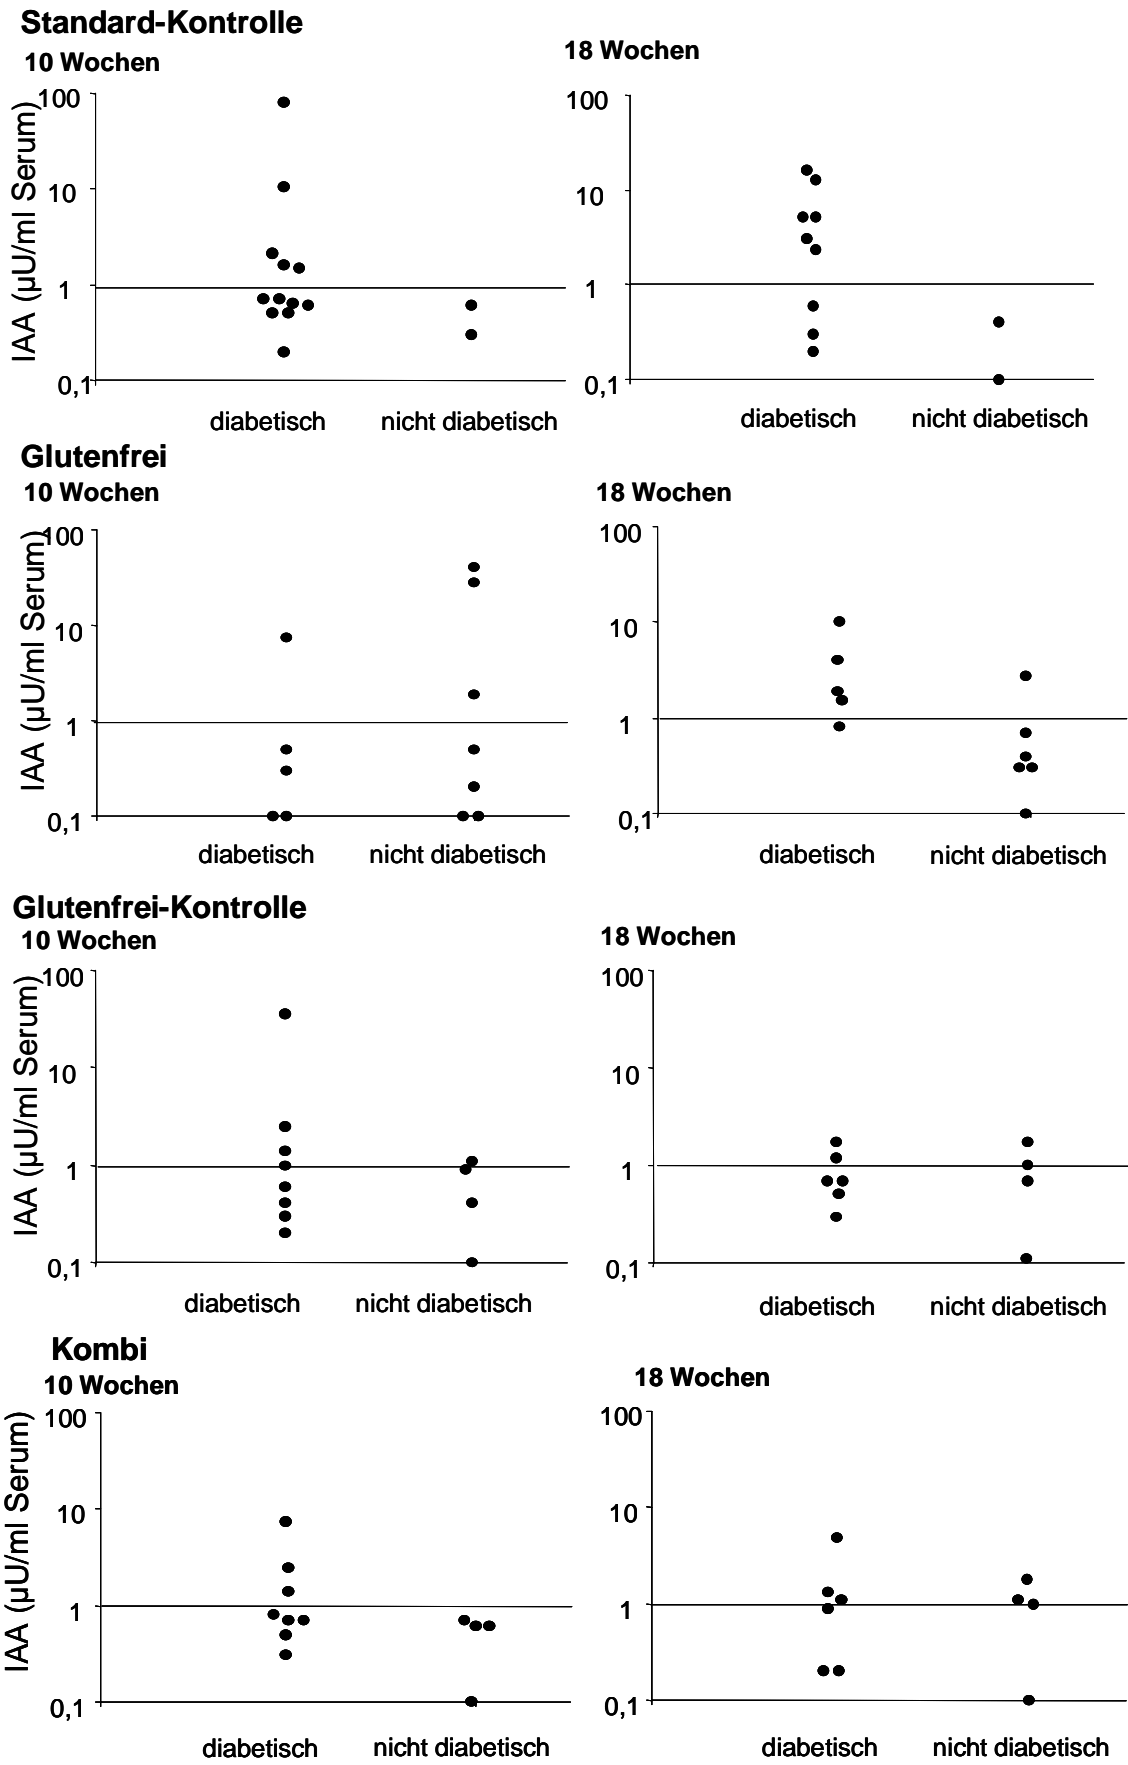 Standard-Kontrolle
10 Wochen
18 Wochen
IAA (µU/ml Serum)
100
10
1
0,1
diabetisch
nicht diabetisch
100
10
1
0,1
diabetisch
nicht diabetisch
Glutenfrei
10 Wochen
18 Wochen
IAA (µU/ml Serum)
100
10
1
0,1
diabetisch
nicht diabetisch
100
10
1
0,1
diabetisch
nicht diabetisch
Glutenfrei-Kontrolle
10 Wochen
18 Wochen
IAA (µU/ml Serum)
100
10
1
0,1
diabetisch
nicht diabetisch
100
10
1
0,1
diabetisch
nicht diabetisch
Kombi
10 Wochen
18 Wochen
IAA (µU/ml Serum)
100
10
1
0,1
diabetisch
nicht diabetisch
100
10
1
0,1
diabetisch
nicht diabetisch